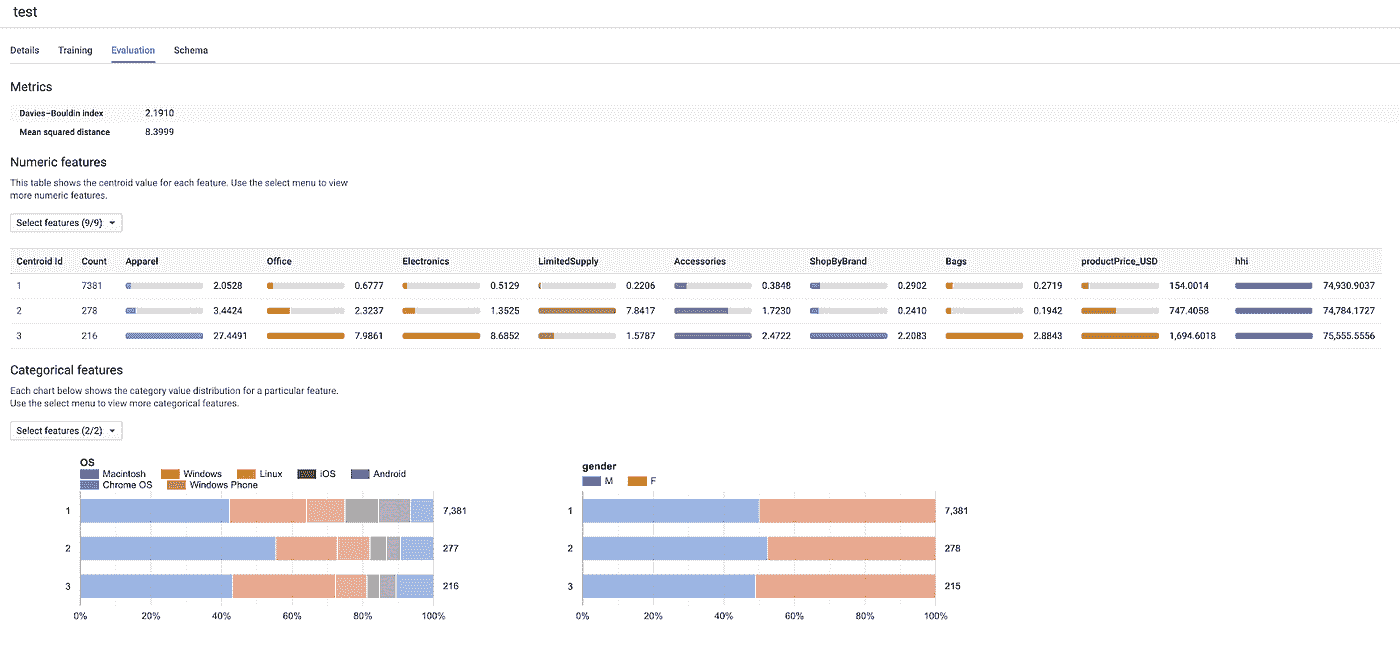 test
Details Training Evaluation Schema
Metrics
Davies–Bouldin index 2.1910
Mean squared distance 8.3999
Numeric features
This table shows the centroid value for each feature. Use the select menu to view
more numeric features.
Select features (9/9)
Centroid Id Count Apparel Office Electronics LimitedSupply Accessories ShopByBrand Bags productPrice_USD hhi
1 7381 2.0528 0.6777 0.5129 0.2206 0.3848 0.2902 0.2719 154.0014 74,930.9037
2 278 3.4424 2.3237 1.3525 7.8417 1.7230 0.2410 0.1942 747.4058 74,784.1727
3 216 27.4491 7.9861 8.6852 1.5787 2.4722 2.2083 2.8843 1,694.6018 75,555.5556
Categorical features
Each chart below shows the category value distribution for a particular feature.
Use the select menu to view more categorical features.
Select features (2/2)
OS
Macintosh Windows Linux iOS Android
Chrome OS Windows Phone
1 7,381
2 277
3 216
0% 20% 40% 60% 80% 100%
gender
M F
1 7,381
2 278
3 215
0% 20% 40% 60% 80% 100%